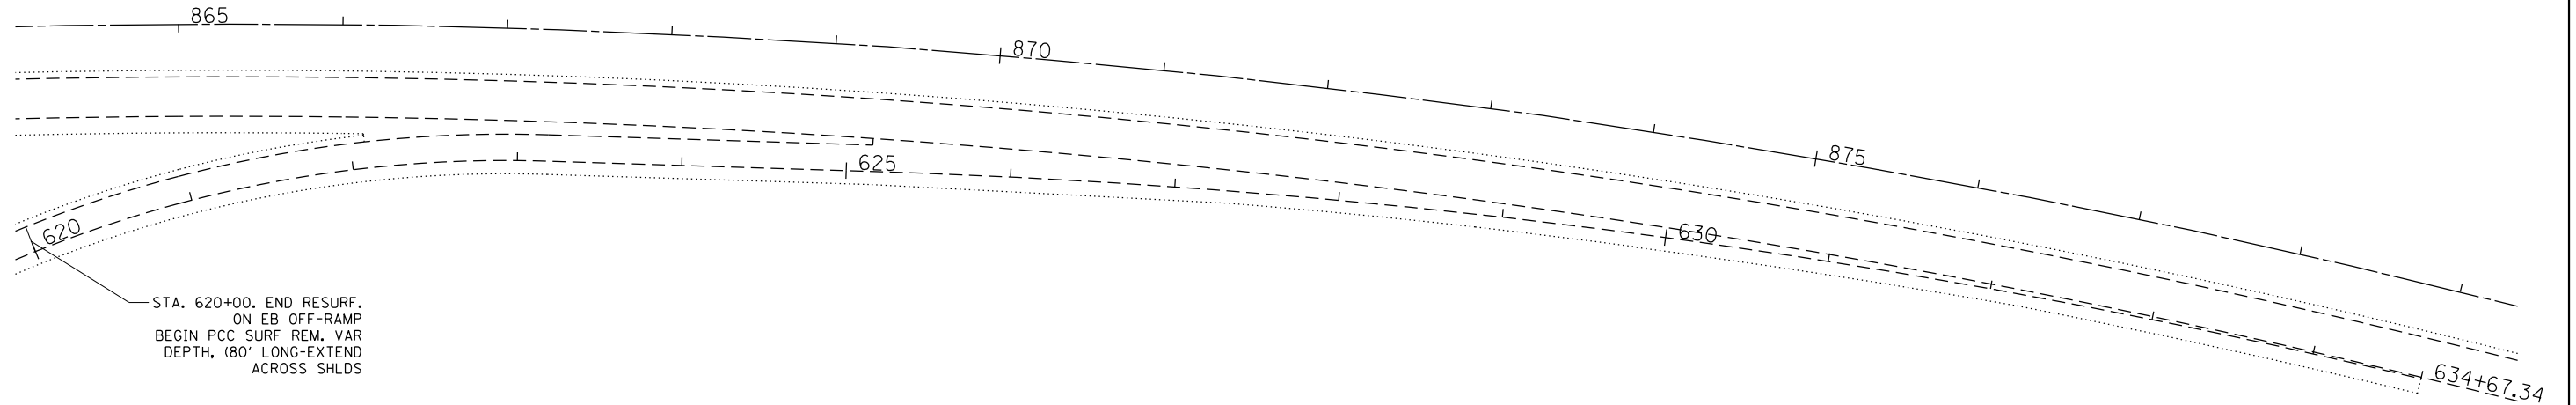 865
870
875
625
630
620
634+67.34
STA. 620+00. END RESURF.
ON EB OFF-RAMP
BEGIN PCC SURF REM. VAR
DEPTH, (80' LONG-EXTEND
ACROSS SHLDS